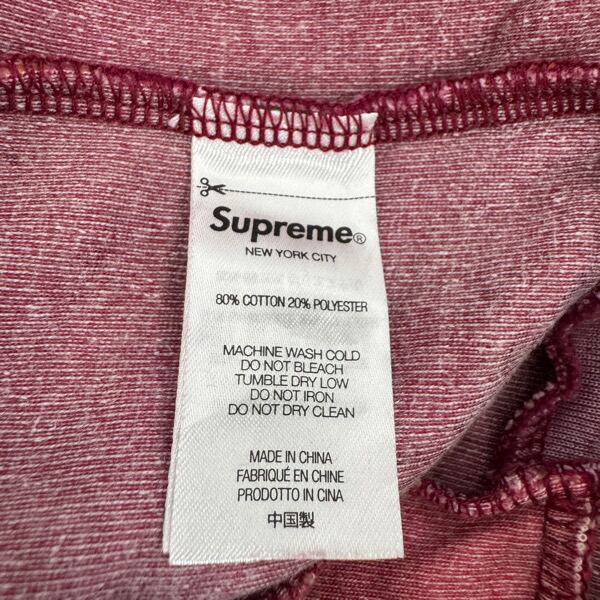 Supreme®
NEW YORK CITY
80% COTTON 20% POLYESTER
MACHINE WASH COLD
DO NOT BLEACH
TUMBLE DRY LOW
DO NOT IRON
DO NOT DRY CLEAN
MADE IN CHINA
FABRIQUÉ EN CHINE
PRODOTTO IN CINA
中国製